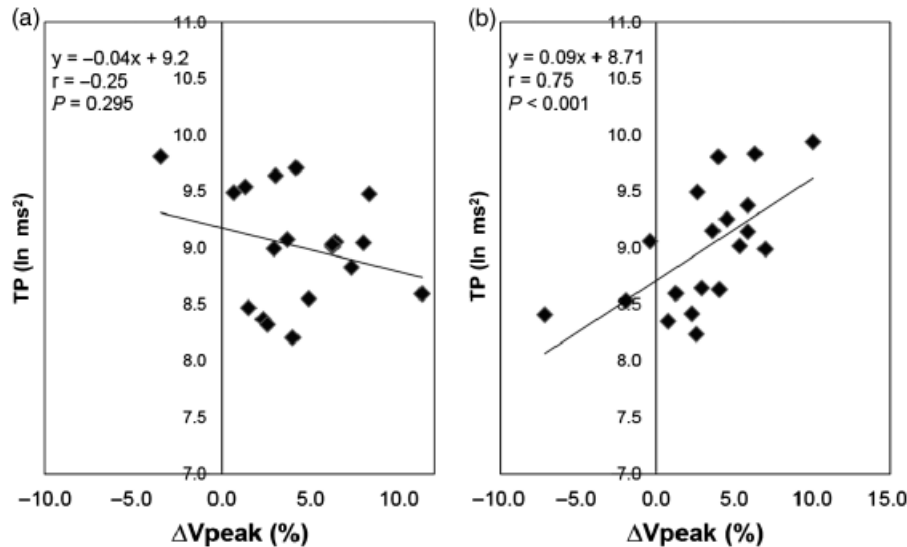 (a)
y = –0.04x + 9.2
r = –0.25
P = 0.295
11.0
10.5
10.0
9.5
9.0
8.5
8.0
7.5
7.0
TP (ln ms²)
–10.0 –5.0 0.0 5.0 10.0
ΔVpeak (%)
(b)
y = 0.09x + 8.71
r = 0.75
P < 0.001
11.0
10.5
10.0
9.5
9.0
8.5
8.0
7.5
7.0
TP (ln ms²)
–10.0 –5.0 0.0 5.0 10.0 15.0
ΔVpeak (%)